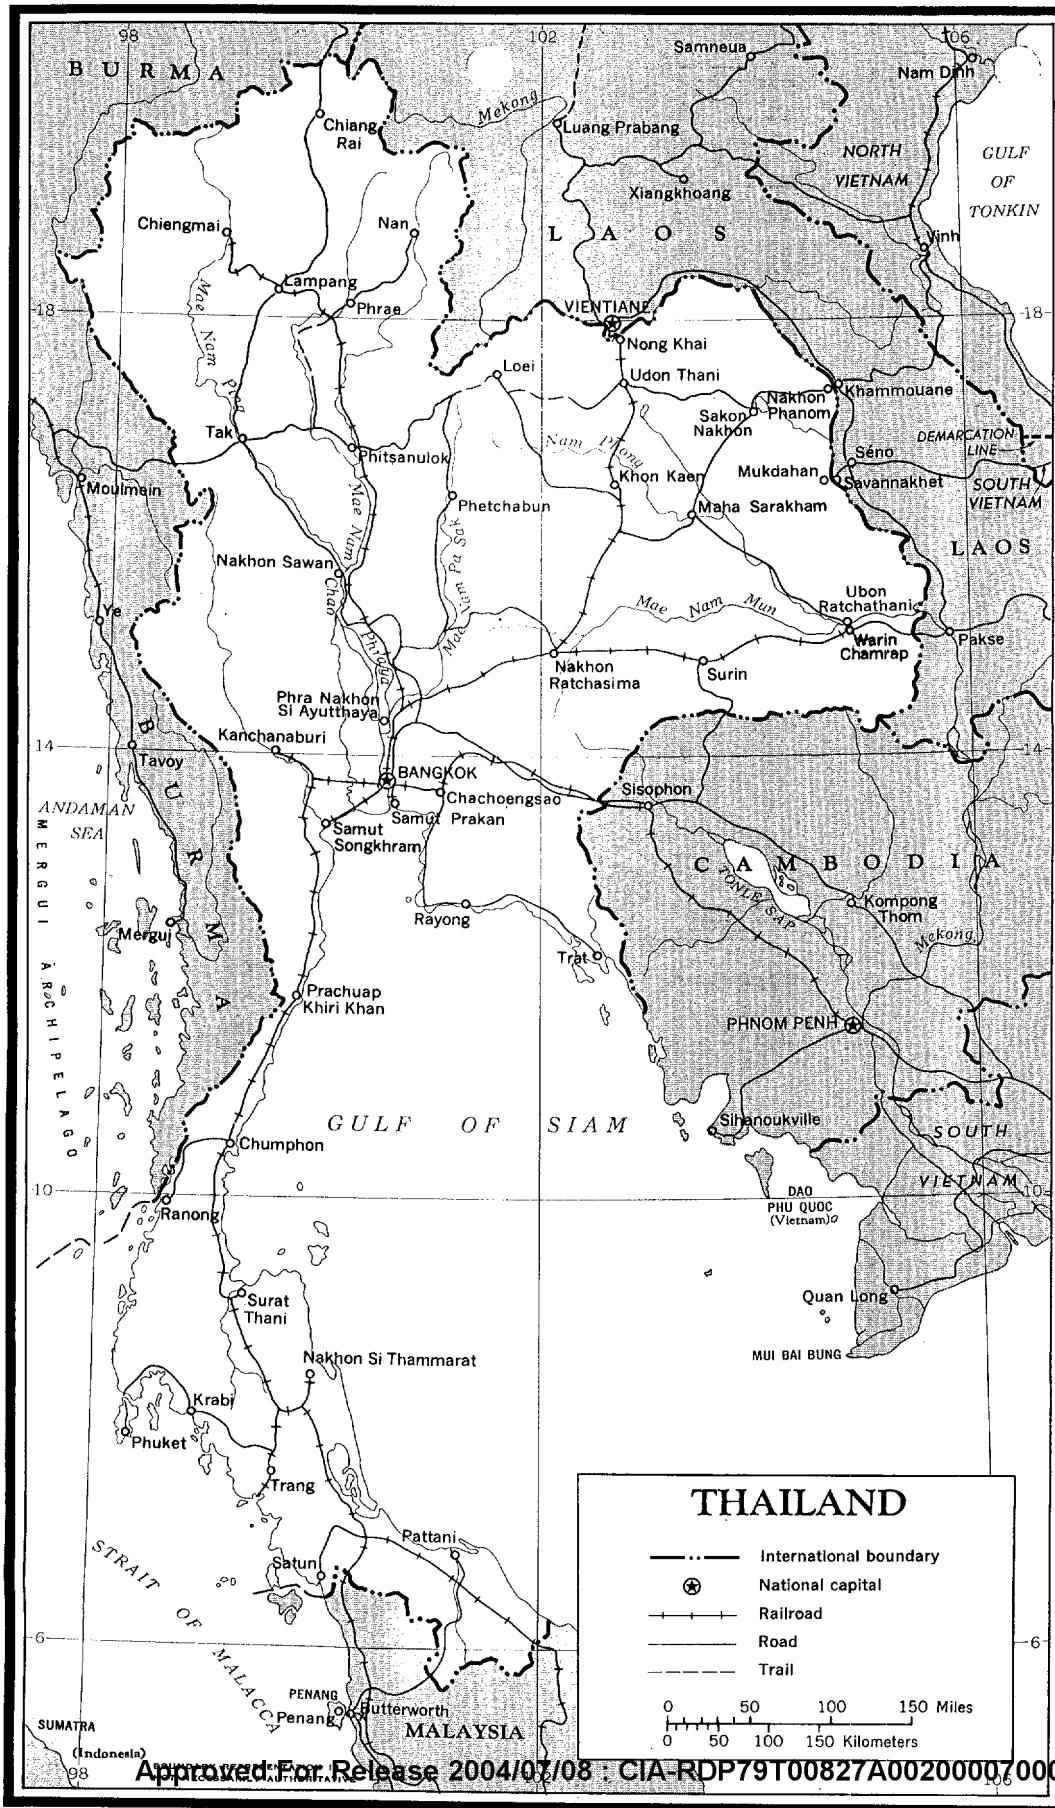 98
102
106
BURMA
Samneua
Nam Dinh
Mekong
Chiang
Rai
Luang Prabang
NORTH
VIETNAM
GULF
OF
TONKIN
Xiangkhoang
Chiengmai
Nan
LAOS
Vinh
Lampang
Phrae
VIENTIANE
18
18
Mae Nam Ping
Nong Khai
Loei
Udon Thani
Nakhon
Phanom
Khammouane
Sakon
Nakhon
Tak
Phitsanulok
Nam Phong
DEMARCATION
LINE
Séno
Moulmein
Khon Kaen
Mukdahan
Savannakhet
SOUTH
VIETNAM
Phetchabun
Maha Sarakham
Mae Nam Pa Sak
Nakhon Sawan
Mae Nam Chao Phraya
LAOS
Ye
Mae Nam Mun
Ubon
Ratchathani
Warin
Chamrap
Pakse
Nakhon
Ratchasima
Surin
Phra Nakhon
Si Ayutthaya
Kanchanaburi
14
14
Tavoy
BURMA
BANGKOK
Sisophon
Chachoengsao
ANDAMAN
SEA
Samut
Songkhram
Samut Prakan
MERGUI ARCHIPELAGO
CAMBODIA
TONLE SAP
Kompong
Thom
Rayong
Mergui
Mekong
Trat
Prachuap
Khiri Khan
PHNOM PENH
GULF OF SIAM
Sihanoukville
Chumphon
SOUTH
VIETNAM
10
10
Ranong
DAO
PHU QUOC
(Vietnam)
Surat
Thani
Quan Long
MUI BAI BUNG
Nakhon Si Thammarat
Krabi
Phuket
Trang
THAILAND
Pattani
International boundary
STRAIT OF MALACCA
Satun
National capital
Railroad
6
6
Road
Trail
PENANG
Penang
Butterworth
0 50 100 150 Miles
SUMATRA
(Indonesia)
MALAYSIA
0 50 100 150 Kilometers
98
106
Approved For Release 2004/07/08 : CIA-RDP79T00827A002000070000